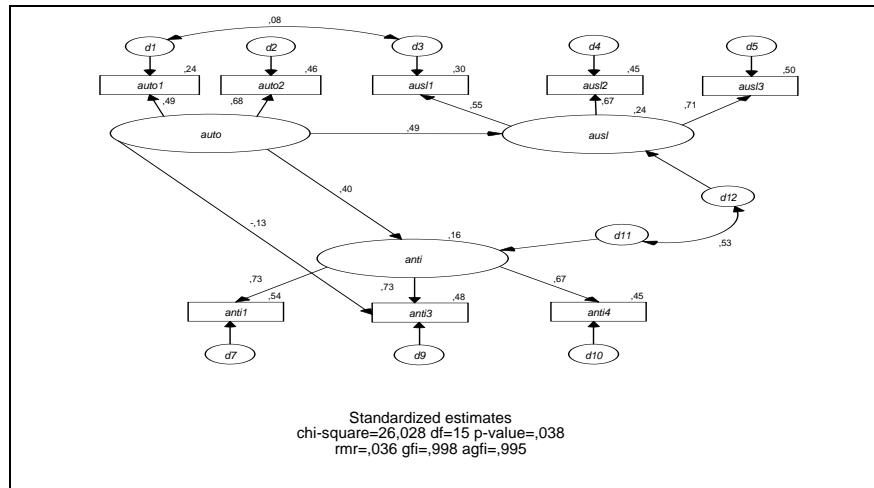 ,08
d1 d2 d3 d4 d5
,24 ,46 ,30 ,45 ,50
auto1 auto2 ausl1 ausl2 ausl3
,49 ,68 ,55 ,67 ,24 ,71
auto ,49 ausl
,40 d12
-,13 ,16 d11 ,53
anti
,73 ,73 ,67
,54 ,48 ,45
anti1 anti3 anti4
d7 d9 d10
Standardized estimates
chi-square=26,028 df=15 p-value=,038
rmr=,036 gfi=,998 agfi=,995